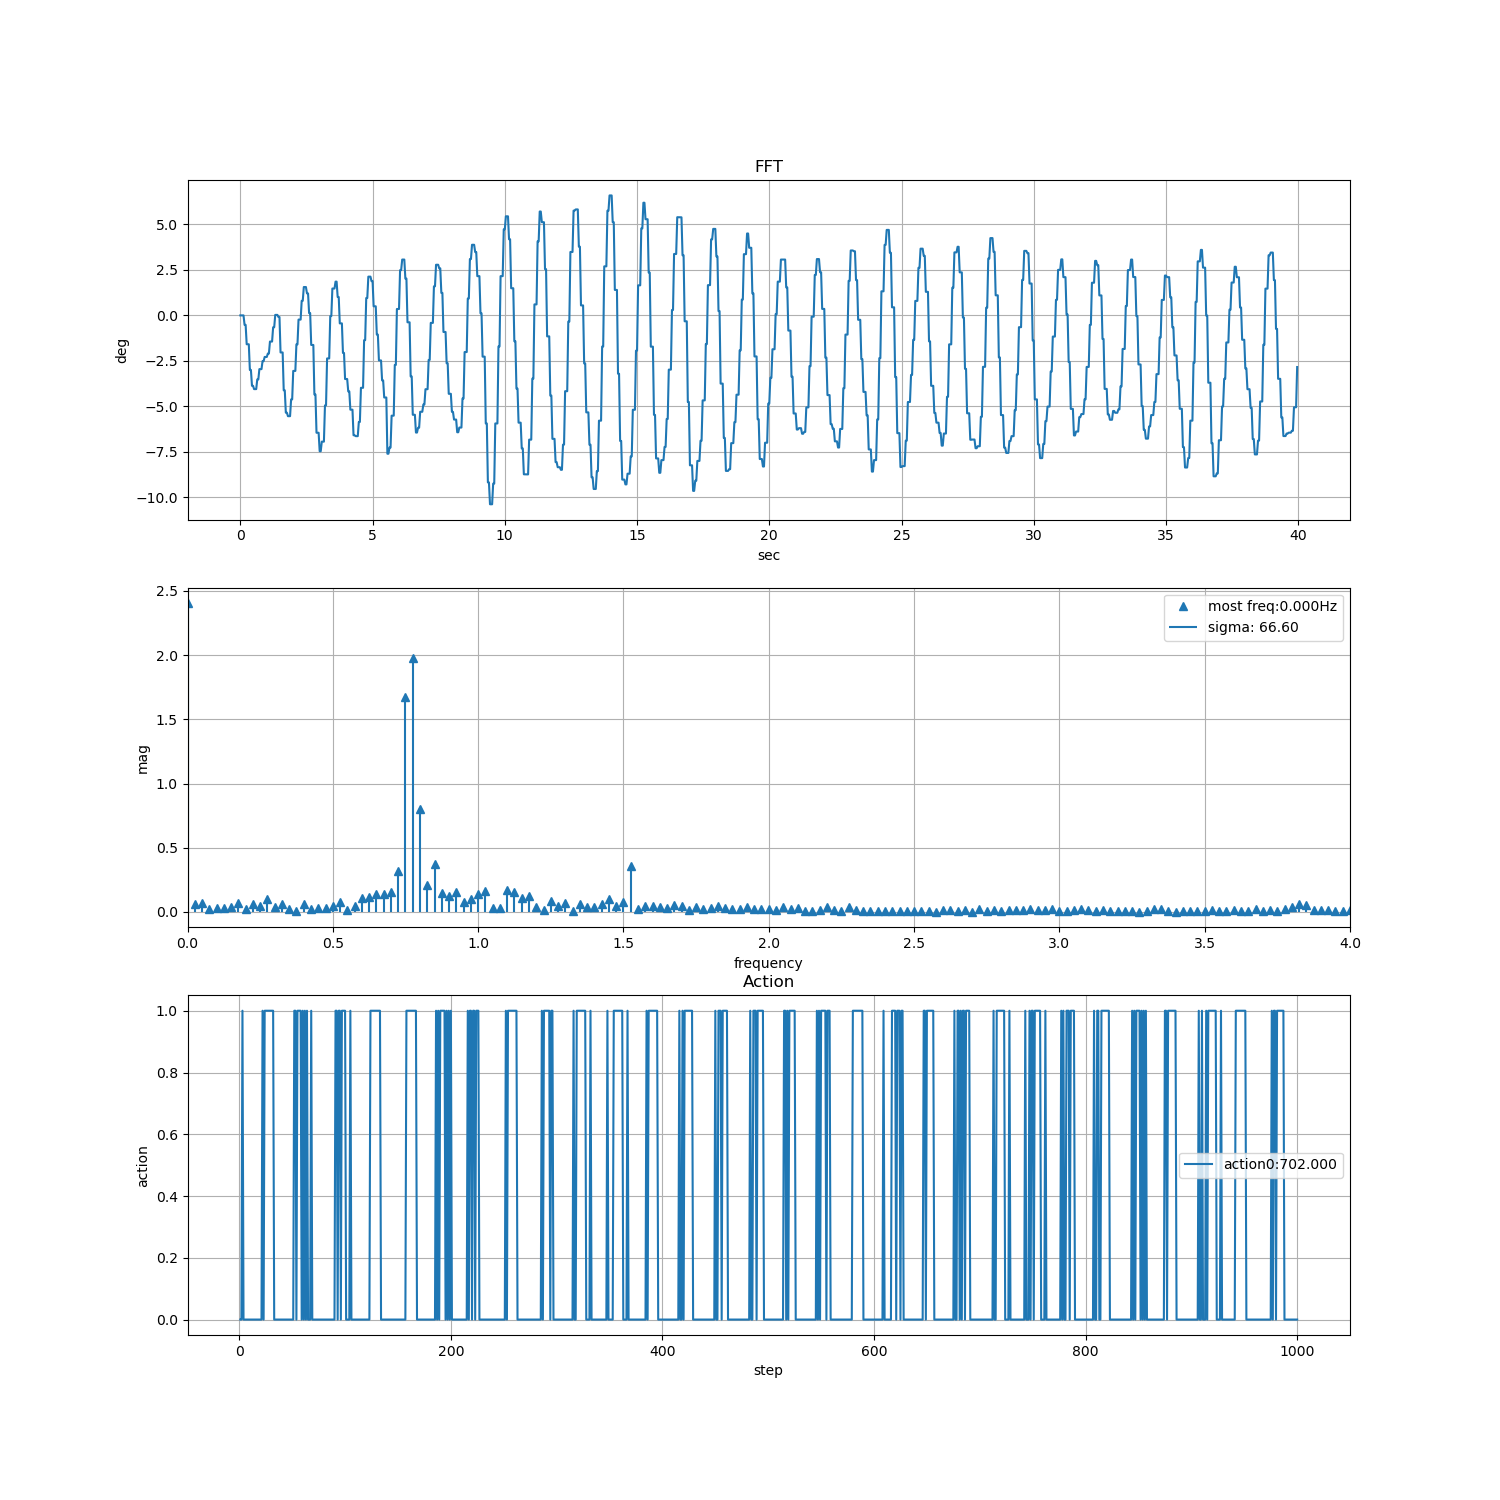 FFT
5.0
2.5
0.0
−2.5
−5.0
−7.5
−10.0
deg
0 5 10 15 20 25 30 35 40
sec
2.5
2.0
1.5
1.0
0.5
0.0
mag
most freq:0.000Hz
sigma: 66.60
0.0 0.5 1.0 1.5 2.0 2.5 3.0 3.5 4.0
frequency
Action
1.0
0.8
0.6
0.4
0.2
0.0
action
action0:702.000
0 200 400 600 800 1000
step